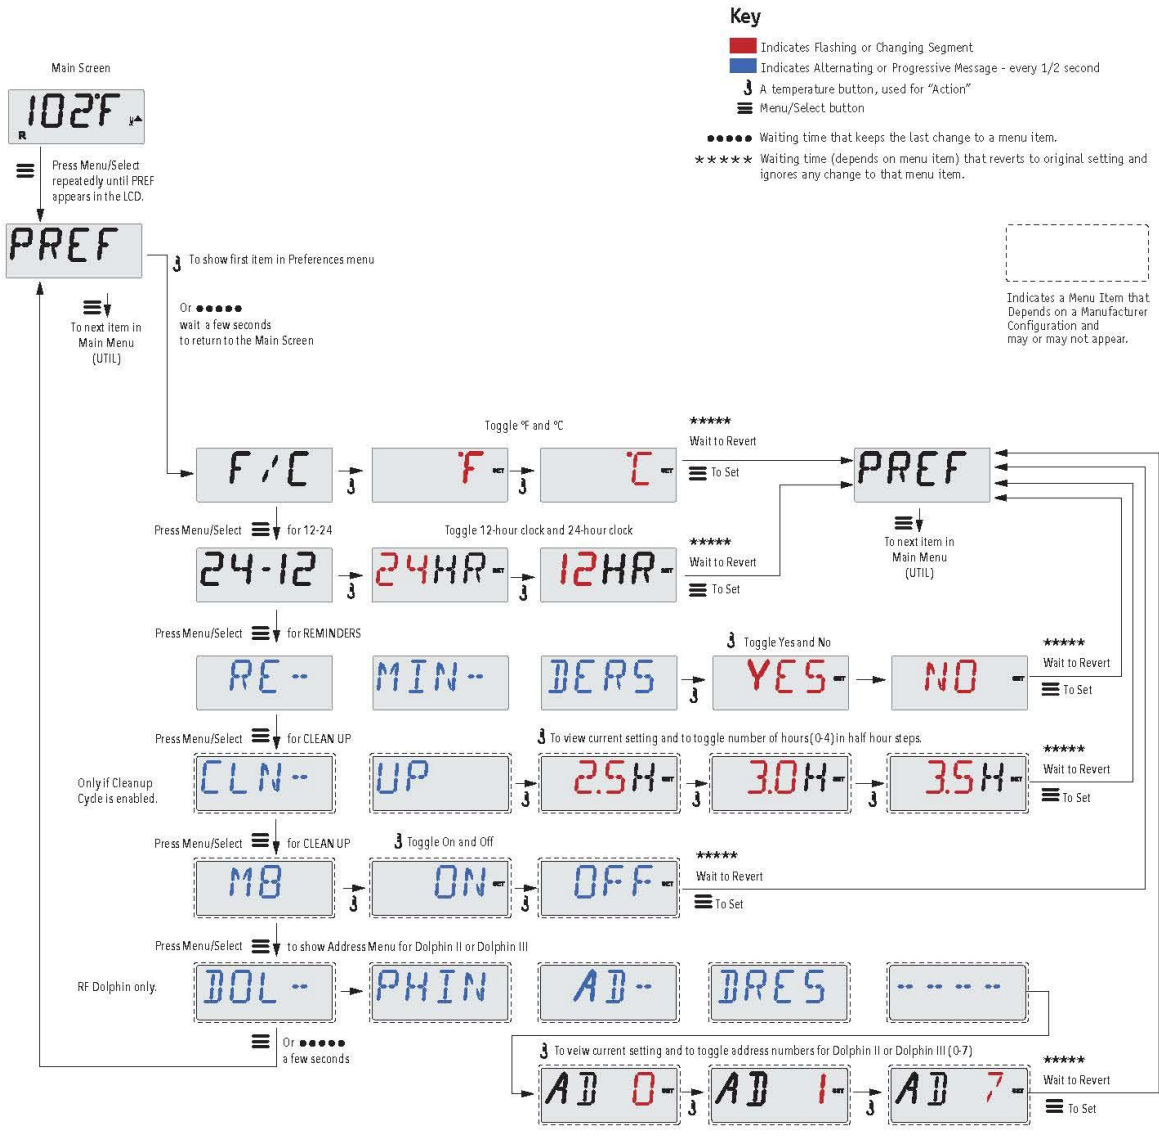 Key
Indicates Flashing or Changing Segment
Indicates Alternating or Progressive Message - every 1/2 second
A temperature button, used for "Action"
Menu/Select button
●●●●● Waiting time that keeps the last change to a menu item.
***** Waiting time (depends on menu item) that reverts to original setting and
ignores any change to that menu item.
Main Screen
102°F
R
Press Menu/Select
repeatedly until PREF
appears in the LCD.
PREF
To show first item in Preferences menu
To next item in
Main Menu
(UTIL)
Or ●●●●●
wait a few seconds
to return to the Main Screen
Indicates a Menu Item that
Depends on a Manufacturer
Configuration and
may or may not appear.
Toggle °F and °C
*****
Wait to Revert
To Set
F/C
°F SET
°C SET
PREF
To next item in
Main Menu
(UTIL)
Press Menu/Select for 12-24
Toggle 12-hour clock and 24-hour clock
*****
Wait to Revert
To Set
24-12
24HR SET
12HR SET
Press Menu/Select for REMINDERS
Toggle Yes and No
*****
Wait to Revert
To Set
RE-
MIN-
DERS
YES SET
NO SET
Press Menu/Select for CLEAN UP
To view current setting and to toggle number of hours (0-4) in half hour steps.
*****
Wait to Revert
To Set
Only if Cleanup
Cycle is enabled.
CLN-
UP
2.5H SET
3.0H SET
3.5H SET
Press Menu/Select for CLEAN UP
Toggle On and Off
*****
Wait to Revert
To Set
M8
ON SET
OFF SET
Press Menu/Select to show Address Menu for Dolphin II or Dolphin III
RF Dolphin only.
DOL-
PHIN
AD-
DRES
----
Or ●●●●●
a few seconds
To veiw current setting and to toggle address numbers for Dolphin II or Dolphin III (0-7)
*****
Wait to Revert
To Set
AD 0 SET
AD 1 SET
AD 7 SET